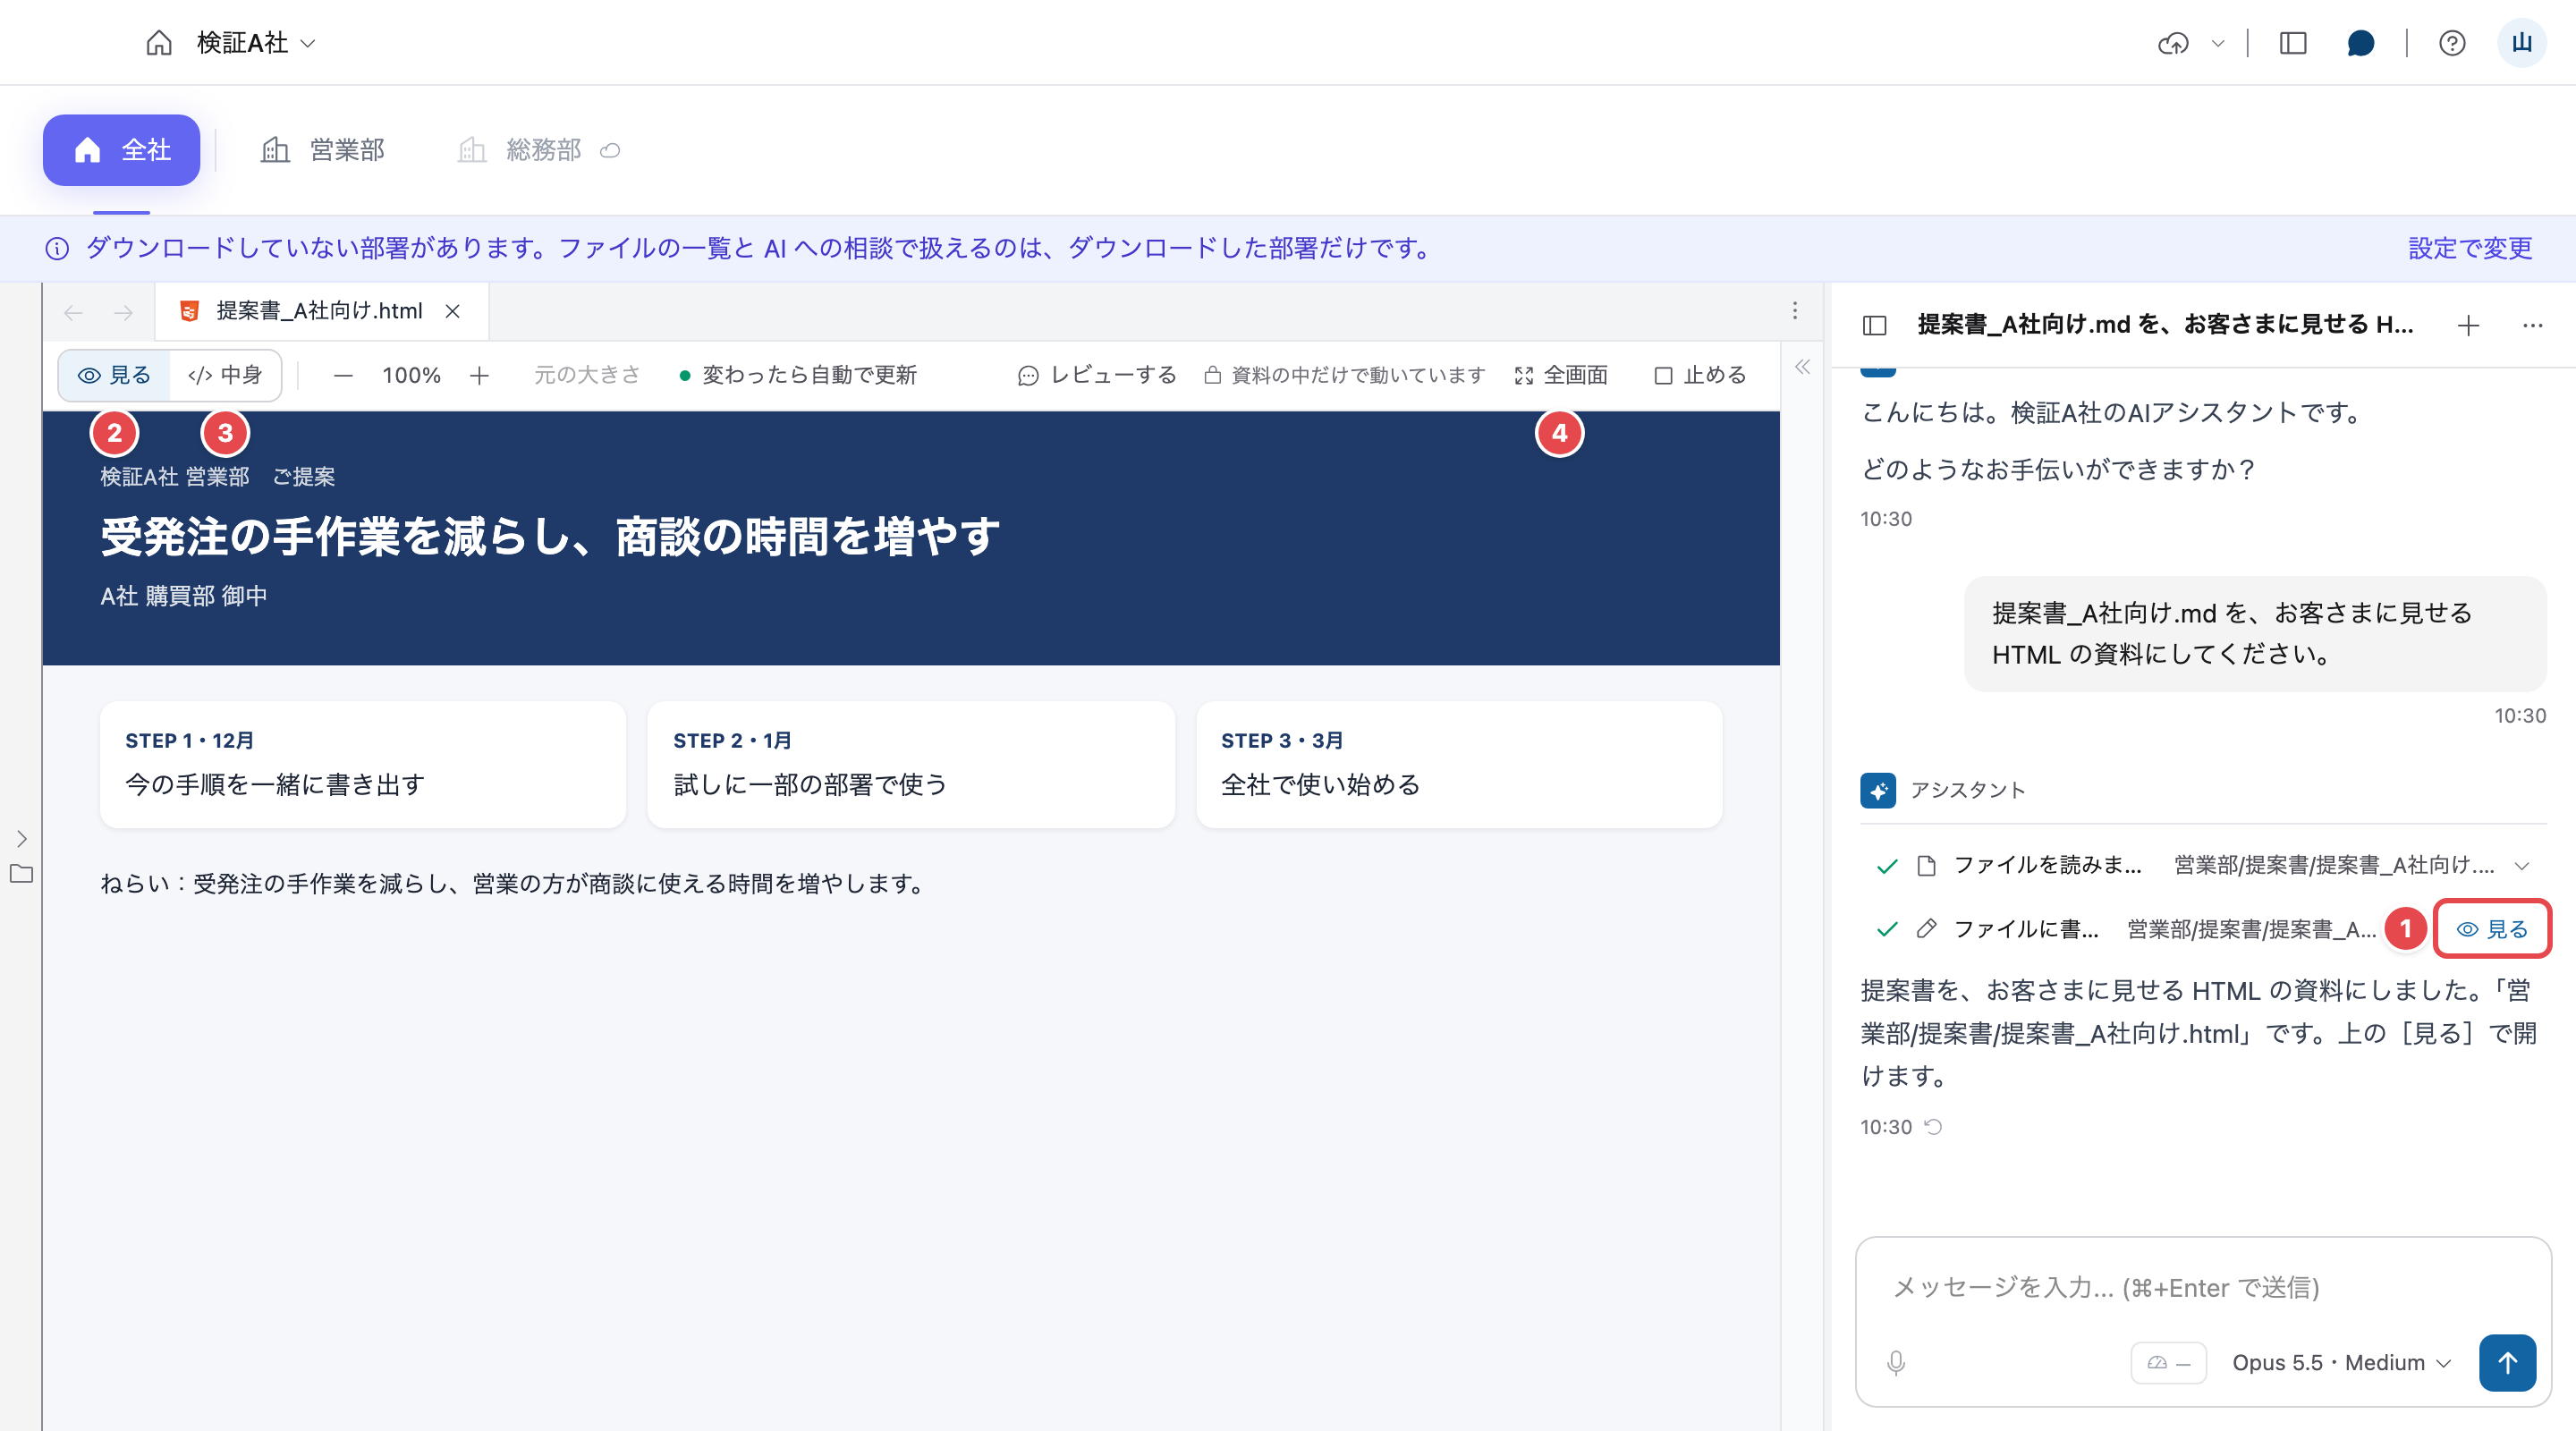 検証A社
山
全社
営業部
総務部
ダウンロードしていない部署があります。ファイルの一覧と AI への相談で扱えるのは、ダウンロードした部署だけです。
設定で変更
提案書_A社向け.html
見る
中身
100%
元の大きさ
変わったら自動で更新
レビューする
資料の中だけで動いています
全画面
止める
2
3
4
検証A社 営業部　ご提案
受発注の手作業を減らし、商談の時間を増やす
A社 購買部 御中
STEP 1・12月
今の手順を一緒に書き出す
STEP 2・1月
試しに一部の部署で使う
STEP 3・3月
全社で使い始める
ねらい：受発注の手作業を減らし、営業の方が商談に使える時間を増やします。
提案書_A社向け.md を、お客さまに見せる H...
こんにちは。検証A社のAIアシスタントです。
どのようなお手伝いができますか？
10:30
提案書_A社向け.md を、お客さまに見せる
HTML の資料にしてください。
10:30
アシスタント
ファイルを読みま... 営業部/提案書/提案書_A社向け....
ファイルに書... 営業部/提案書/提案書_A... 1 見る
提案書を、お客さまに見せる HTML の資料にしました。「営
業部/提案書/提案書_A社向け.html」です。上の［見る］で開
けます。
10:30
メッセージを入力... (⌘+Enter で送信)
—
Opus 5.5・Medium